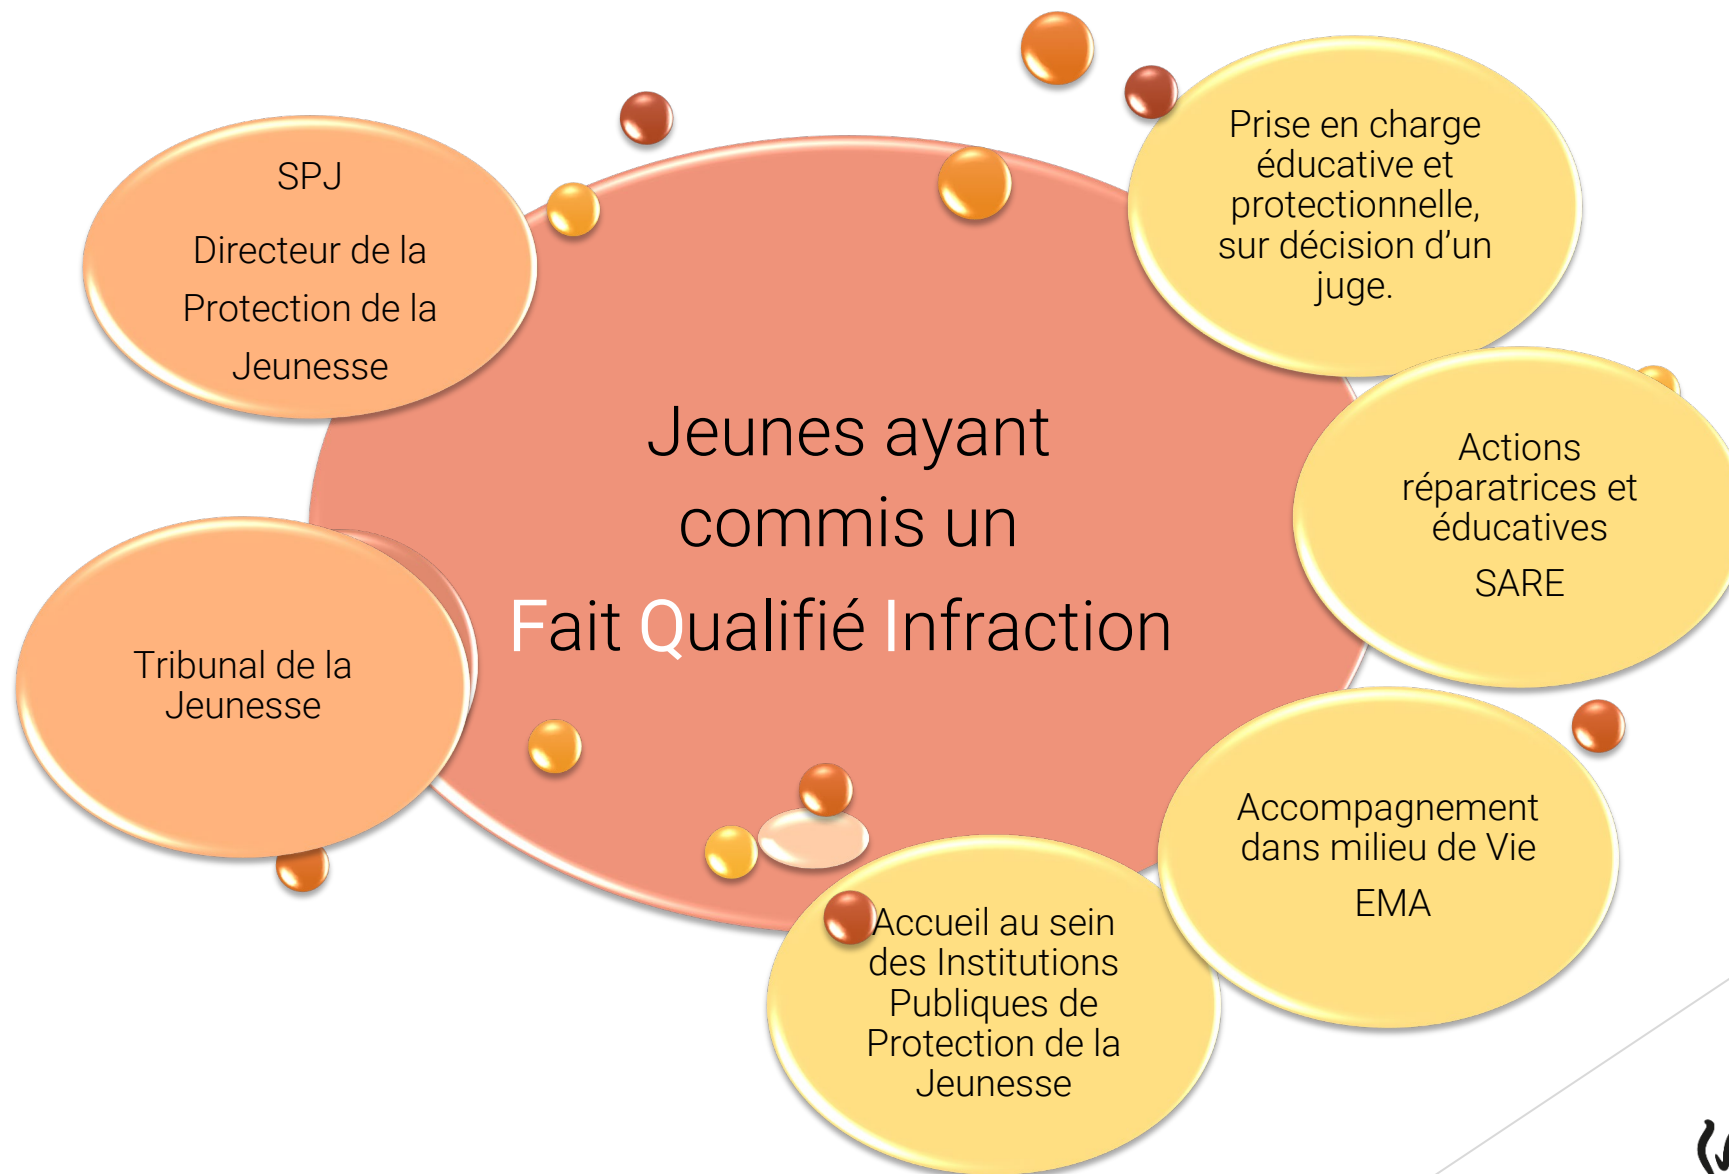 SPJ
Directeur de la
Protection de la
Jeunesse
Tribunal de la
Jeunesse
Jeunes ayant
commis un
Fait Qualifié Infraction
Prise en charge
éducative et
protectionnelle,
sur décision d’un
juge.
Actions
réparatrices et
éducatives
SARE
Accompagnement
dans milieu de Vie
EMA
Accueil au sein
des Institutions
Publiques de
Protection de la
Jeunesse